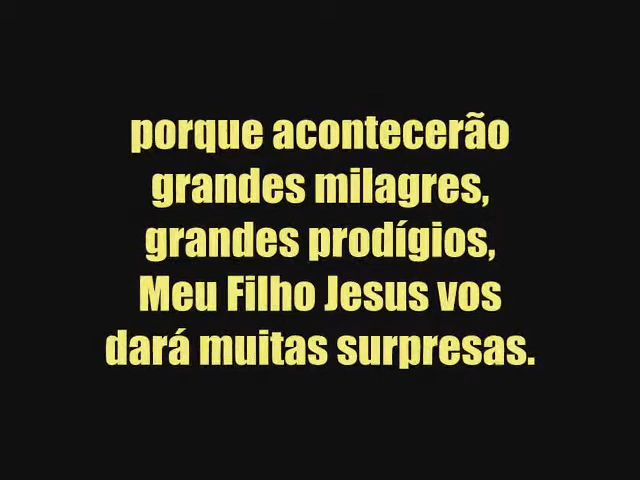 porque acontecerão
grandes milagres,
grandes prodígios,
Meu Filho Jesus vos
dará muitas surpresas.